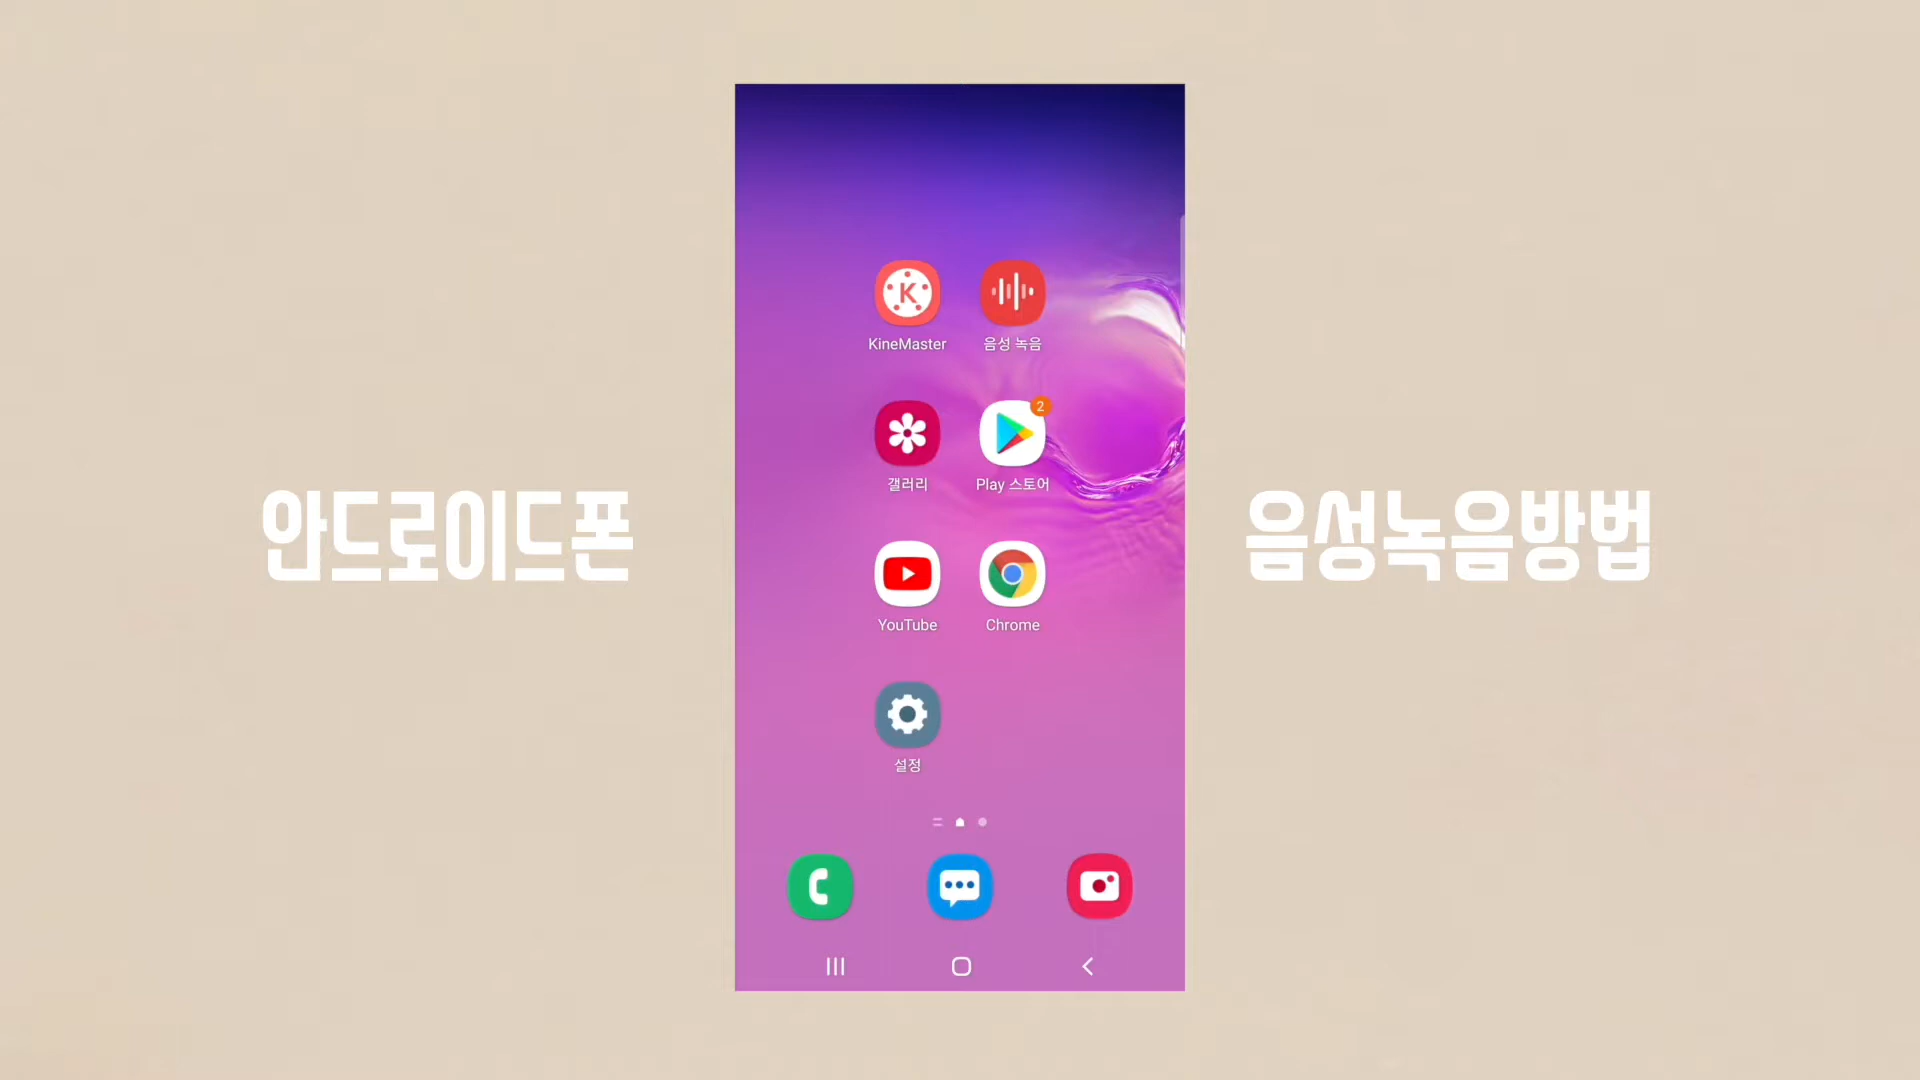 안드로이드폰
음성녹음방법
K
KineMaster
음성 녹음
갤러리
2
Play 스토어
YouTube
Chrome
설정